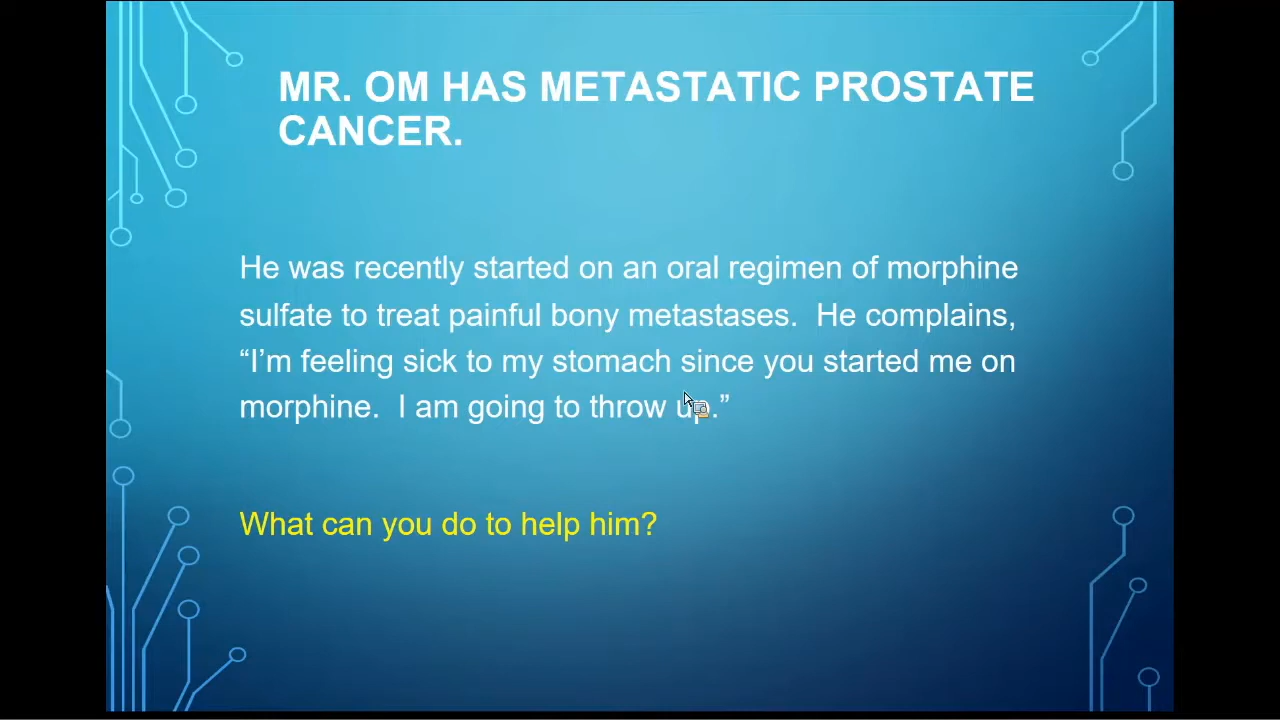 MR. OM HAS METASTATIC PROSTATE
CANCER.
He was recently started on an oral regimen of morphine
sulfate to treat painful bony metastases.  He complains,
“I’m feeling sick to my stomach since you started me on
morphine.  I am going to throw up.”
What can you do to help him?